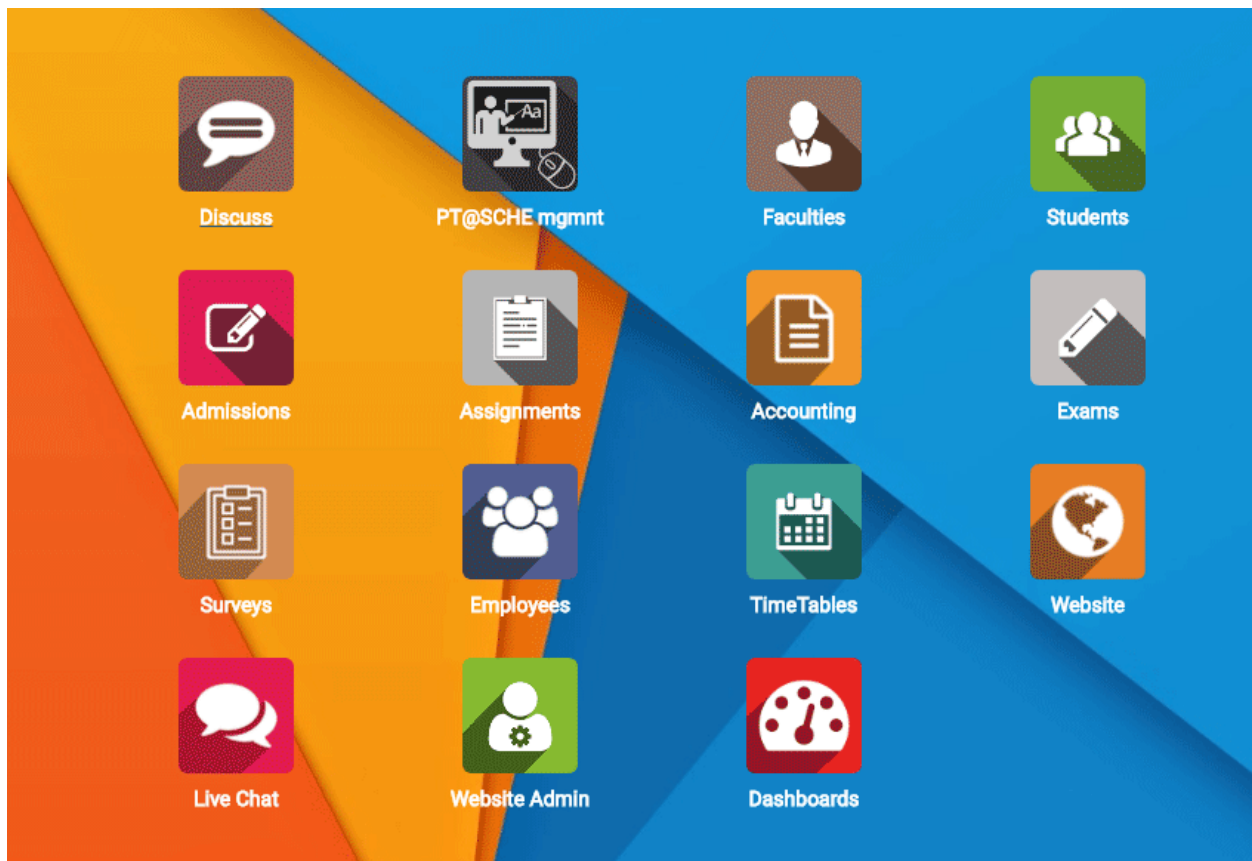 Aa
Discuss
PT@SCHE mgmnt
Faculties
Students
Admissions
Assignments
Accounting
Exams
Surveys
Employees
TimeTables
Website
Live Chat
Website Admin
Dashboards